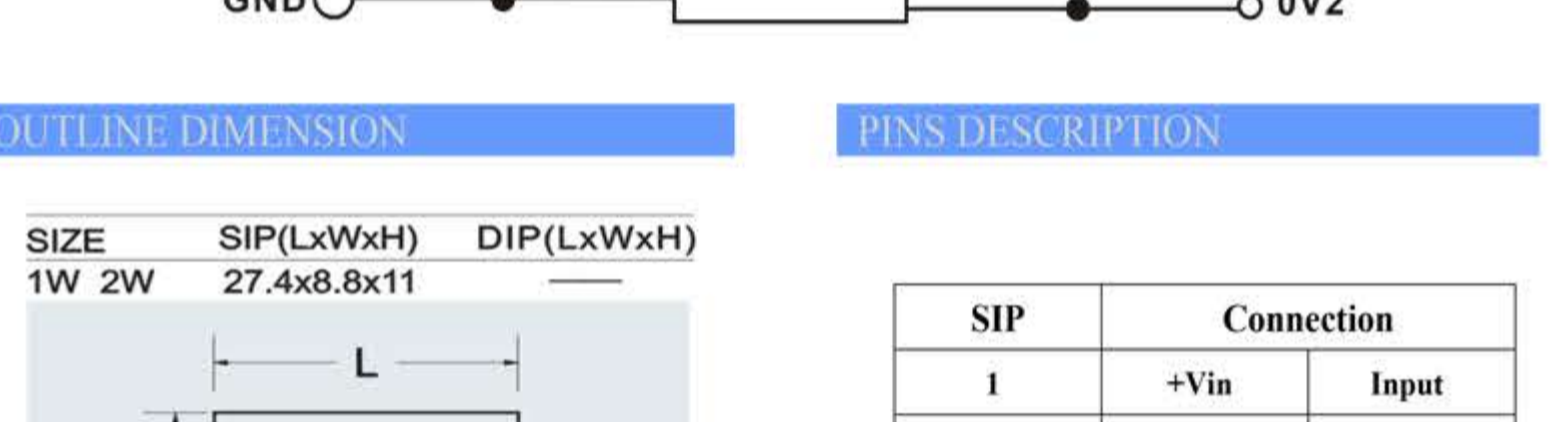 GND 0V2
OUTLINE DIMENSION
PINS DESCRIPTION
SIZE SIP(LxWxH) DIP(LxWxH)
1W 2W 27.4x8.8x11 ——
L
SIP Connection
1 +Vin Input